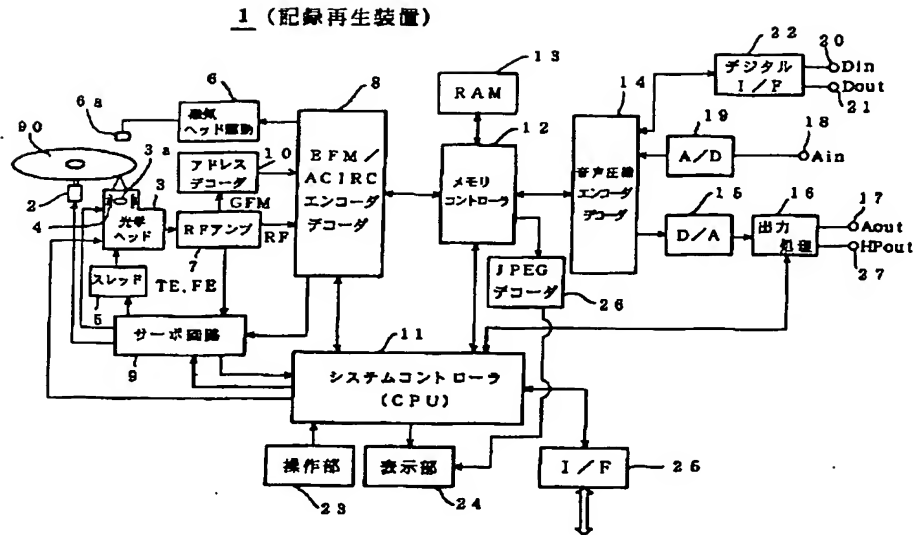 1 (記録再生装置)
90
6a
6
磁気
ヘッド駆動
8
EFM/
ACIRC
エンコーダ
デコーダ
10
アドレス
デコーダ
GFM
3a
3
2
4
光学
ヘッド
RFアンプ
7
RF
TE,FE
スレッド
5
サーボ回路
9
13
RAM
12
メモリ
コントローラ
JPEG
デコーダ
26
11
システムコントローラ
(CPU)
操作部
23
表示部
24
I/F
25
14
音声圧縮
エンコーダ
デコーダ
22
デジタル
I/F
20
Din
Dout
21
19
A/D
18
Ain
15
D/A
16
出力
処理
17
Aout
HPout
27